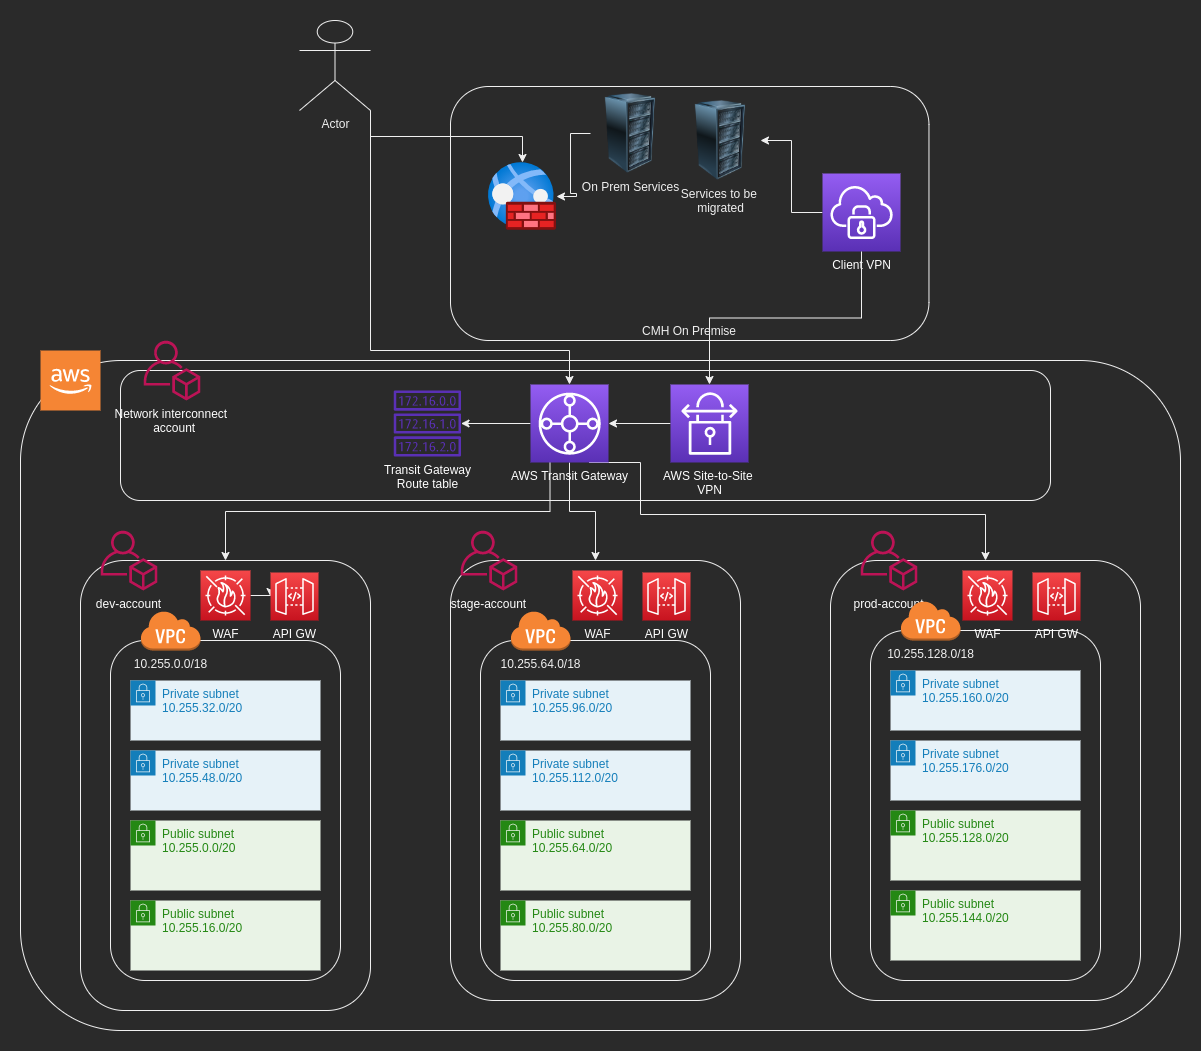 Actor
On Prem Services
Services to be
migrated
Client VPN
CMH On Premise
aws
Network interconnect
account
172.16.0.0
172.16.1.0
172.16.2.0
Transit Gateway
Route table
AWS Transit Gateway
AWS Site-to-Site
VPN
dev-account
WAF
API GW
VPC
10.255.0.0/18
Private subnet
10.255.32.0/20
Private subnet
10.255.48.0/20
Public subnet
10.255.0.0/20
Public subnet
10.255.16.0/20
stage-account
WAF
API GW
VPC
10.255.64.0/18
Private subnet
10.255.96.0/20
Private subnet
10.255.112.0/20
Public subnet
10.255.64.0/20
Public subnet
10.255.80.0/20
prod-account
WAF
API GW
VPC
10.255.128.0/18
Private subnet
10.255.160.0/20
Private subnet
10.255.176.0/20
Public subnet
10.255.128.0/20
Public subnet
10.255.144.0/20